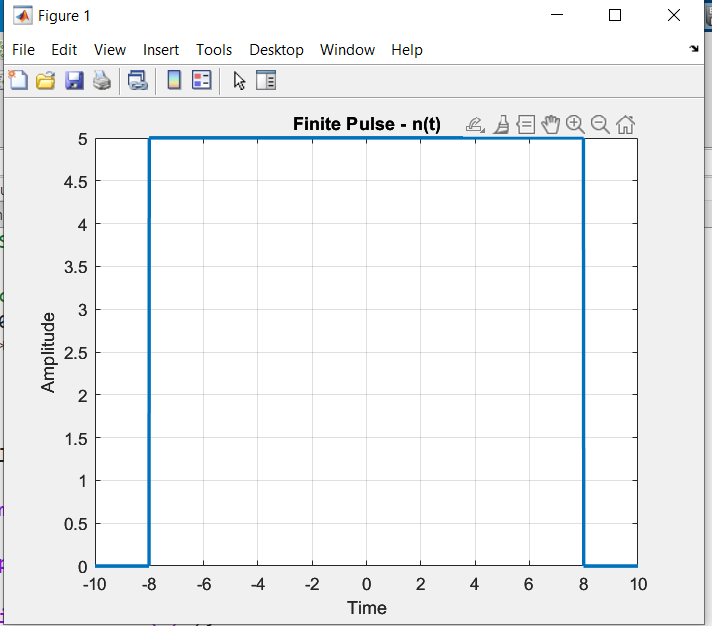 Figure 1
File Edit View Insert Tools Desktop Window Help
Finite Pulse - n(t)
5
4.5
4
3.5
3
2.5
2
1.5
1
0.5
0
Amplitude
-10 -8 -6 -4 -2 0 2 4 6 8 10
Time